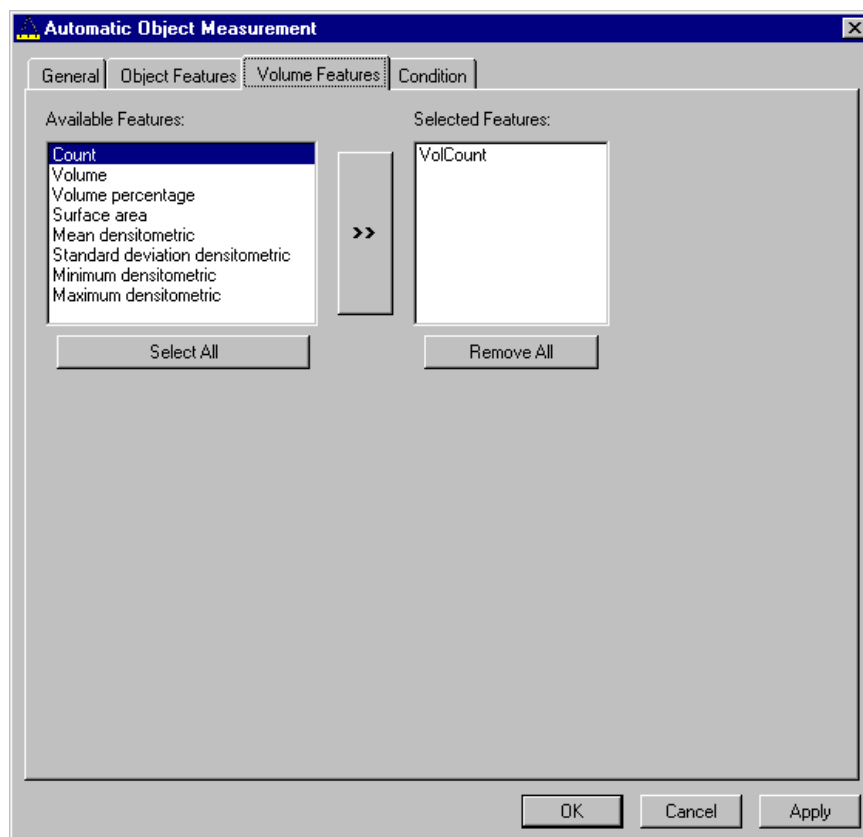 Automatic Object Measurement
General Object Features Volume Features Condition
Available Features:
Selected Features:
Count
Volume
Volume percentage
Surface area
Mean densitometric
Standard deviation densitometric
Minimum densitometric
Maximum densitometric
>>
VolCount
Select All
Remove All
OK Cancel Apply